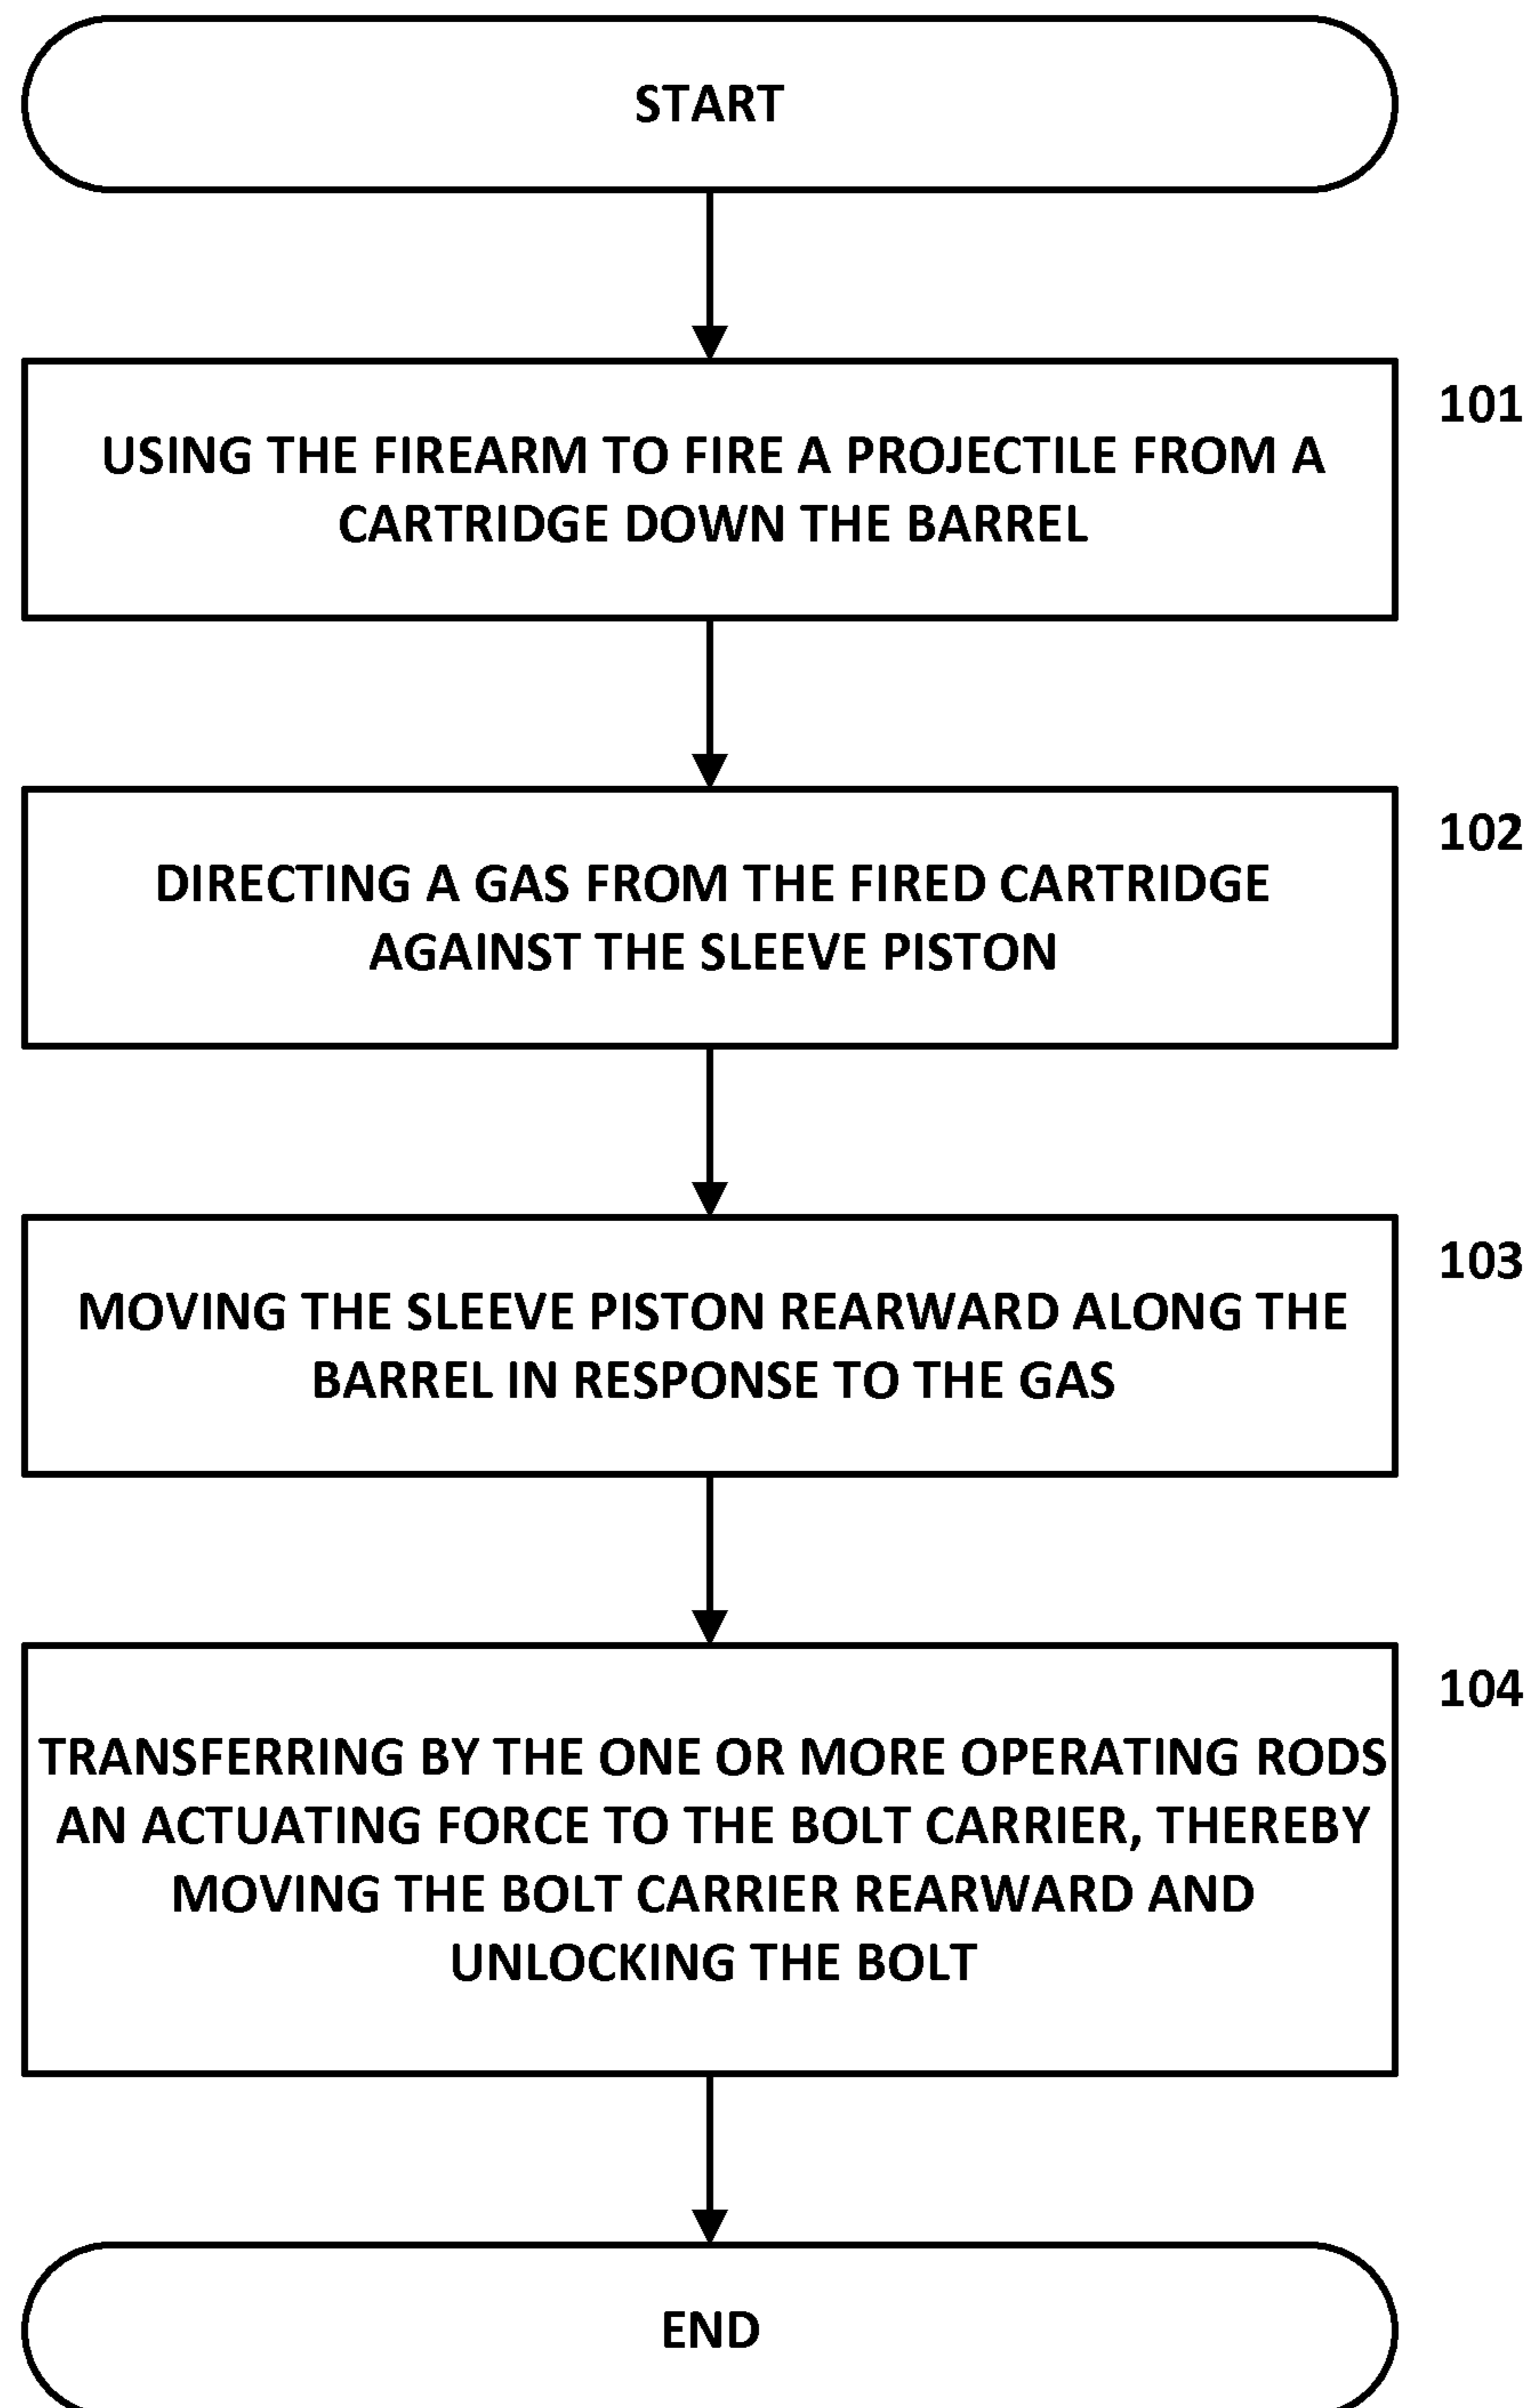 START
101
USING THE FIREARM TO FIRE A PROJECTILE FROM A
CARTRIDGE DOWN THE BARREL
102
DIRECTING A GAS FROM THE FIRED CARTRIDGE
AGAINST THE SLEEVE PISTON
103
MOVING THE SLEEVE PISTON REARWARD ALONG THE
BARREL IN RESPONSE TO THE GAS
104
TRANSFERRING BY THE ONE OR MORE OPERATING RODS
AN ACTUATING FORCE TO THE BOLT CARRIER, THEREBY
MOVING THE BOLT CARRIER REARWARD AND
UNLOCKING THE BOLT
END